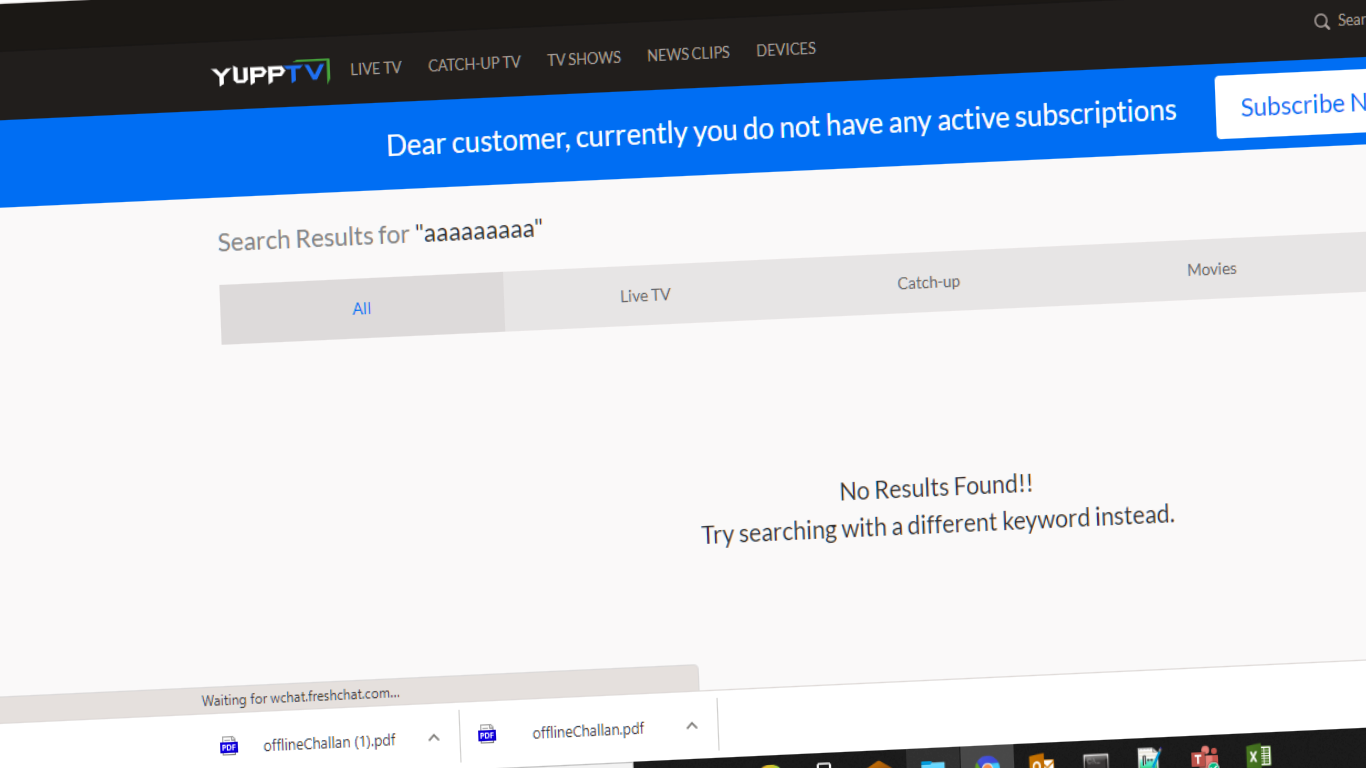 Sear
YUPPTV LIVE TV CATCH-UP TV TV SHOWS NEWS CLIPS DEVICES
Dear customer, currently you do not have any active subscriptions Subscribe N
Search Results for "aaaaaaaaa"
All Live TV Catch-up Movies
No Results Found!!
Try searching with a different keyword instead.
Waiting for wchat.freshchat.com...
PDF offlineChallan (1).pdf PDF offlineChallan.pdf